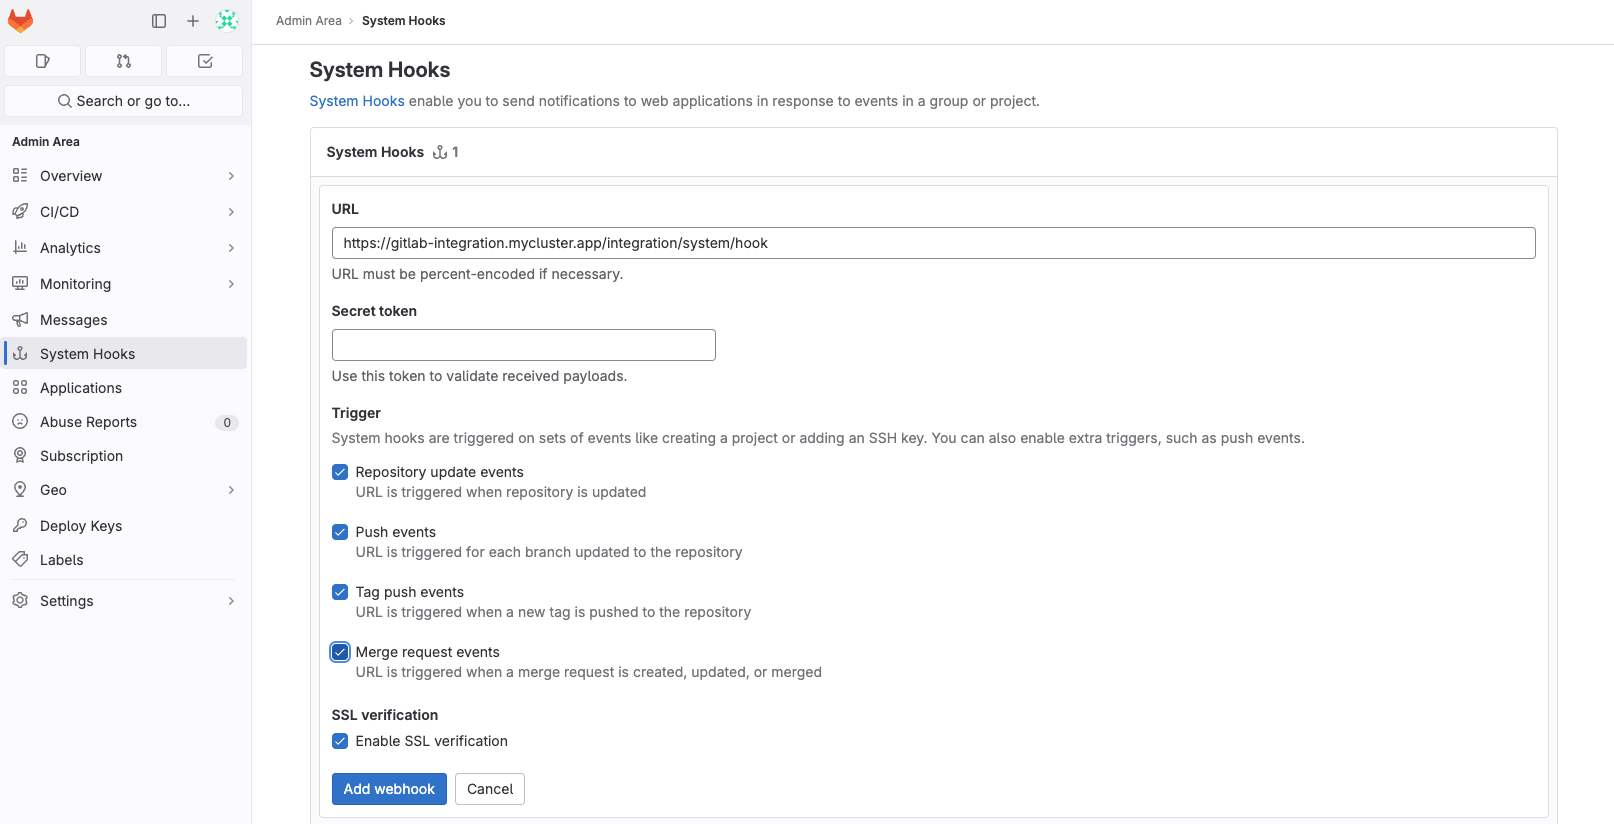 Admin Area › System Hooks
Search or go to...
Admin Area
Overview
CI/CD
Analytics
Monitoring
Messages
System Hooks
Applications
Abuse Reports 0
Subscription
Geo
Deploy Keys
Labels
Settings
System Hooks
System Hooks enable you to send notifications to web applications in response to events in a group or project.
System Hooks 1
URL
https://gitlab-integration.mycluster.app/integration/system/hook
URL must be percent-encoded if necessary.
Secret token
Use this token to validate received payloads.
Trigger
System hooks are triggered on sets of events like creating a project or adding an SSH key. You can also enable extra triggers, such as push events.
Repository update events
URL is triggered when repository is updated
Push events
URL is triggered for each branch updated to the repository
Tag push events
URL is triggered when a new tag is pushed to the repository
Merge request events
URL is triggered when a merge request is created, updated, or merged
SSL verification
Enable SSL verification
Add webhook Cancel